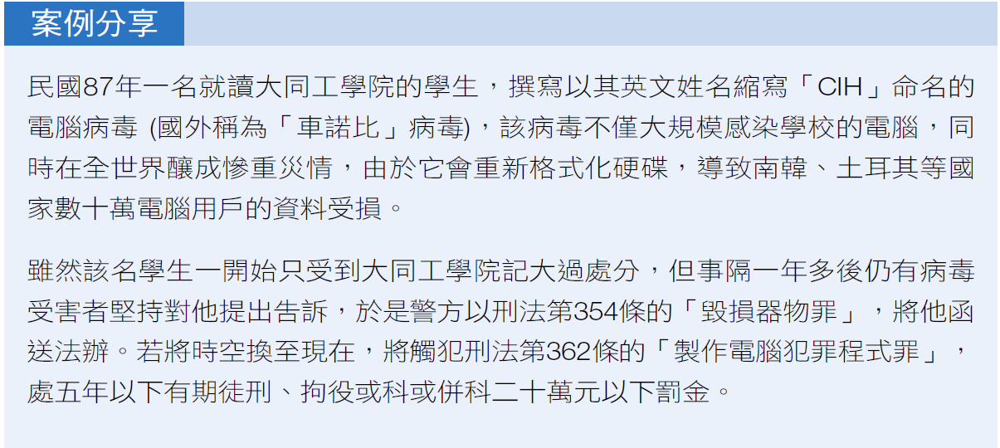 案例分享
民國87年一名就讀大同工學院的學生，撰寫以其英文姓名縮寫「CIH」命名的
電腦病毒 (國外稱為「車諾比」病毒)，該病毒不僅大規模感染學校的電腦，同
時在全世界釀成慘重災情，由於它會重新格式化硬碟，導致南韓、土耳其等國
家數十萬電腦用戶的資料受損。
雖然該名學生一開始只受到大同工學院記大過處分，但事隔一年多後仍有病毒
受害者堅持對他提出告訴，於是警方以刑法第354條的「毀損器物罪」，將他函
送法辦。若將時空換至現在，將觸犯刑法第362條的「製作電腦犯罪程式罪」，
處五年以下有期徒刑、拘役或科或併科二十萬元以下罰金。